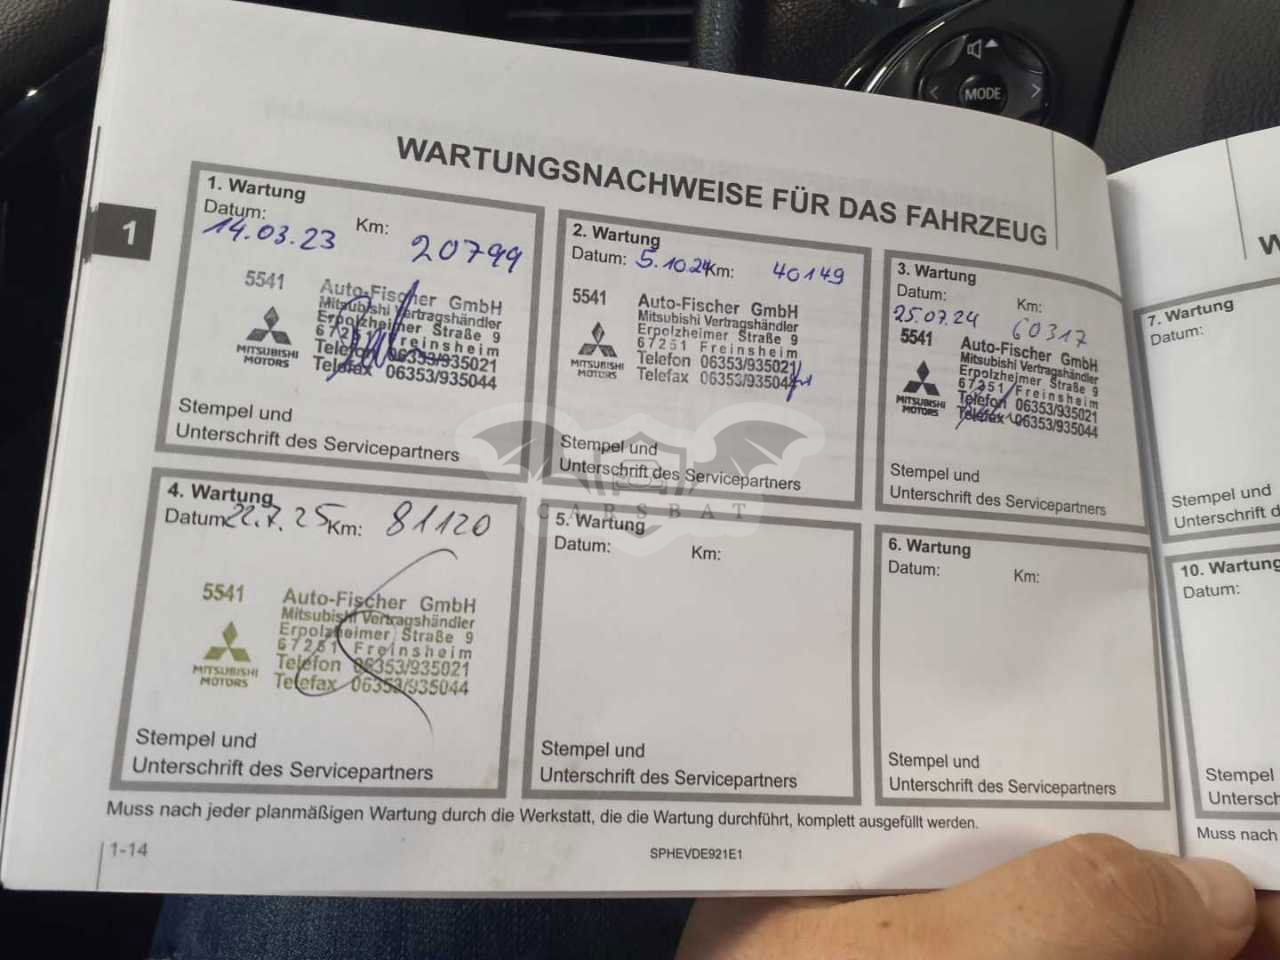 MODE
WARTUNGSNACHWEISE FÜR DAS FAHRZEUG
1
1. Wartung
Datum: Km:
14.03.23 20799
5541
MITSUBISHI
MOTORS
Auto-Fischer GmbH
Mitsubishi Vertragshändler
Erpolzheimer Straße 9
67251 Freinsheim
Telefon 06353/935021
Telefax 06353/935044
Stempel und
Unterschrift des Servicepartners
2. Wartung
Datum: 5.10.24 Km: 40149
5541
MITSUBISHI
MOTORS
Auto-Fischer GmbH
Mitsubishi Vertragshändler
Erpolzheimer Straße 9
67251 Freinsheim
Telefon 06353/935021
Telefax 06353/935044
Stempel und
Unterschrift des Servicepartners
3. Wartung
Datum: Km:
25.07.24 60317
5541
MITSUBISHI
MOTORS
Auto-Fischer GmbH
Mitsubishi Vertragshändler
Erpolzheimer Straße 9
67251 Freinsheim
Telefon 06353/935021
Telefax 06353/935044
Stempel und
Unterschrift des Servicepartners
4. Wartung
Datum: 22.7.25 Km: 81120
5541
MITSUBISHI
MOTORS
Auto-Fischer GmbH
Mitsubishi Vertragshändler
Erpolzheimer Straße 9
67251 Freinsheim
Telefon 06353/935021
Telefax 06353/935044
Stempel und
Unterschrift des Servicepartners
5. Wartung
Datum: Km:
Stempel und
Unterschrift des Servicepartners
6. Wartung
Datum: Km:
Stempel und
Unterschrift des Servicepartners
Muss nach jeder planmäßigen Wartung durch die Werkstatt, die die Wartung durchführt, komplett ausgefüllt werden.
1-14
SPHEVDE921E1
CARSBAT
W
7. Wartung
Datum:
Stempel und
Unterschrift d
10. Wartung
Datum:
Stempel
Untersch
Muss nach